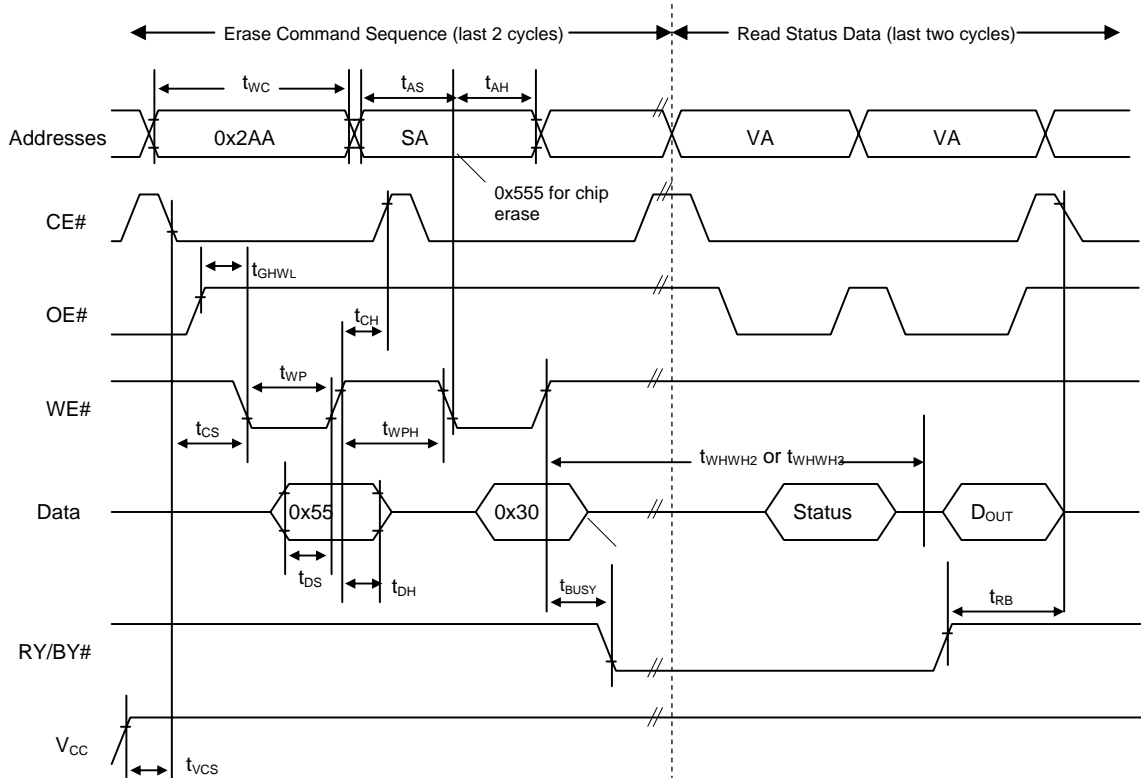 Erase Command Sequence (last 2 cycles)
Read Status Data (last two cycles)
tWC
tAS
tAH
Addresses
0x2AA
SA
VA
VA
0x555 for chip
erase
CE#
tGHWL
OE#
tCH
tWP
WE#
tCS
tWPH
tWHWH2 or tWHWH3
Data
0x55
0x30
Status
DOUT
tDS
tDH
tBUSY
tRB
RY/BY#
VCC
tVCS